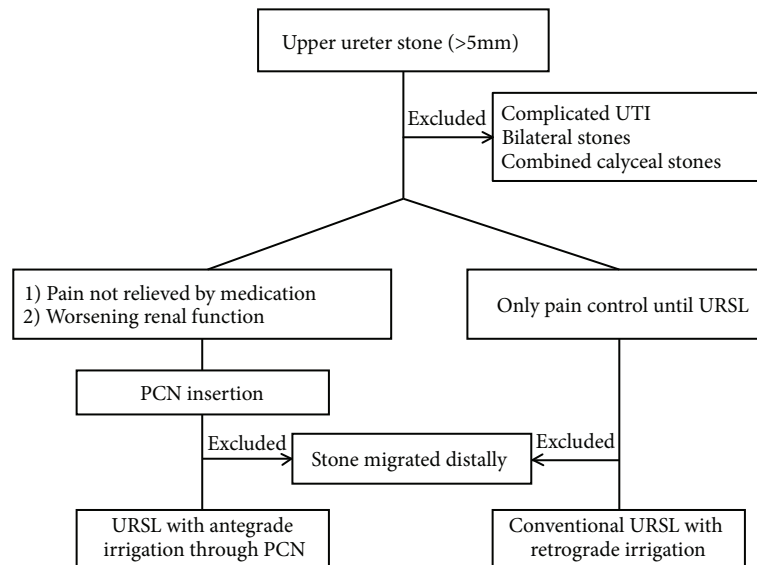 Upper ureter stone (>5mm)
Excluded
Complicated UTI
Bilateral stones
Combined calyceal stones
1) Pain not relieved by medication
2) Worsening renal function
Only pain control until URSL
PCN insertion
Excluded
Excluded
Stone migrated distally
URSL with antegrade
irrigation through PCN
Conventional URSL with
retrograde irrigation